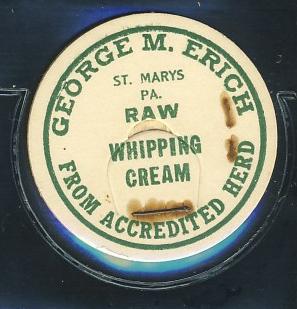 GEORGE M. ERICH
ST. MARYS
PA.
RAW
WHIPPING
CREAM
FROM ACCREDITED HERD